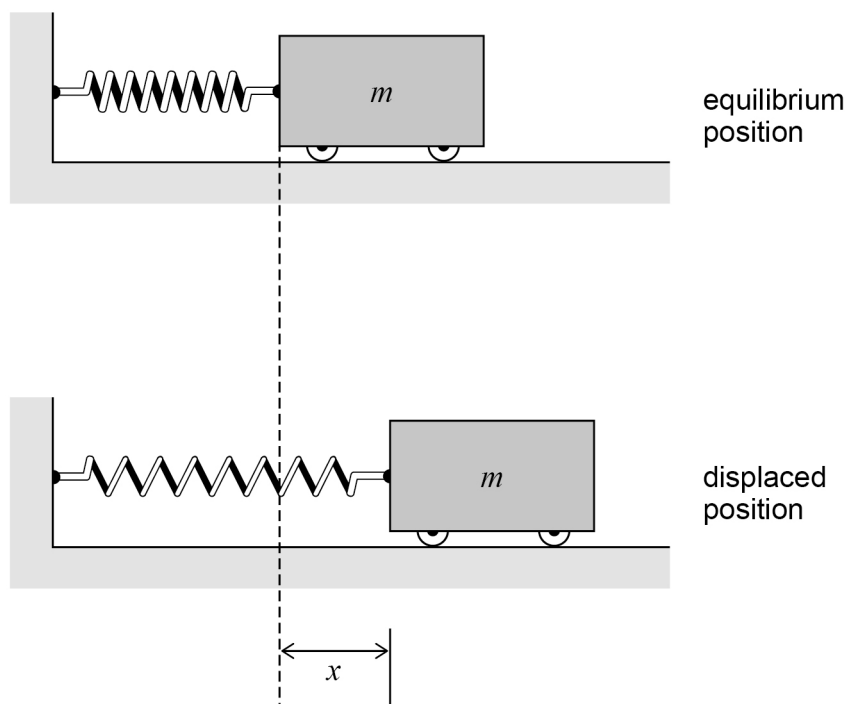 m
equilibrium
position
m
displaced
position
x